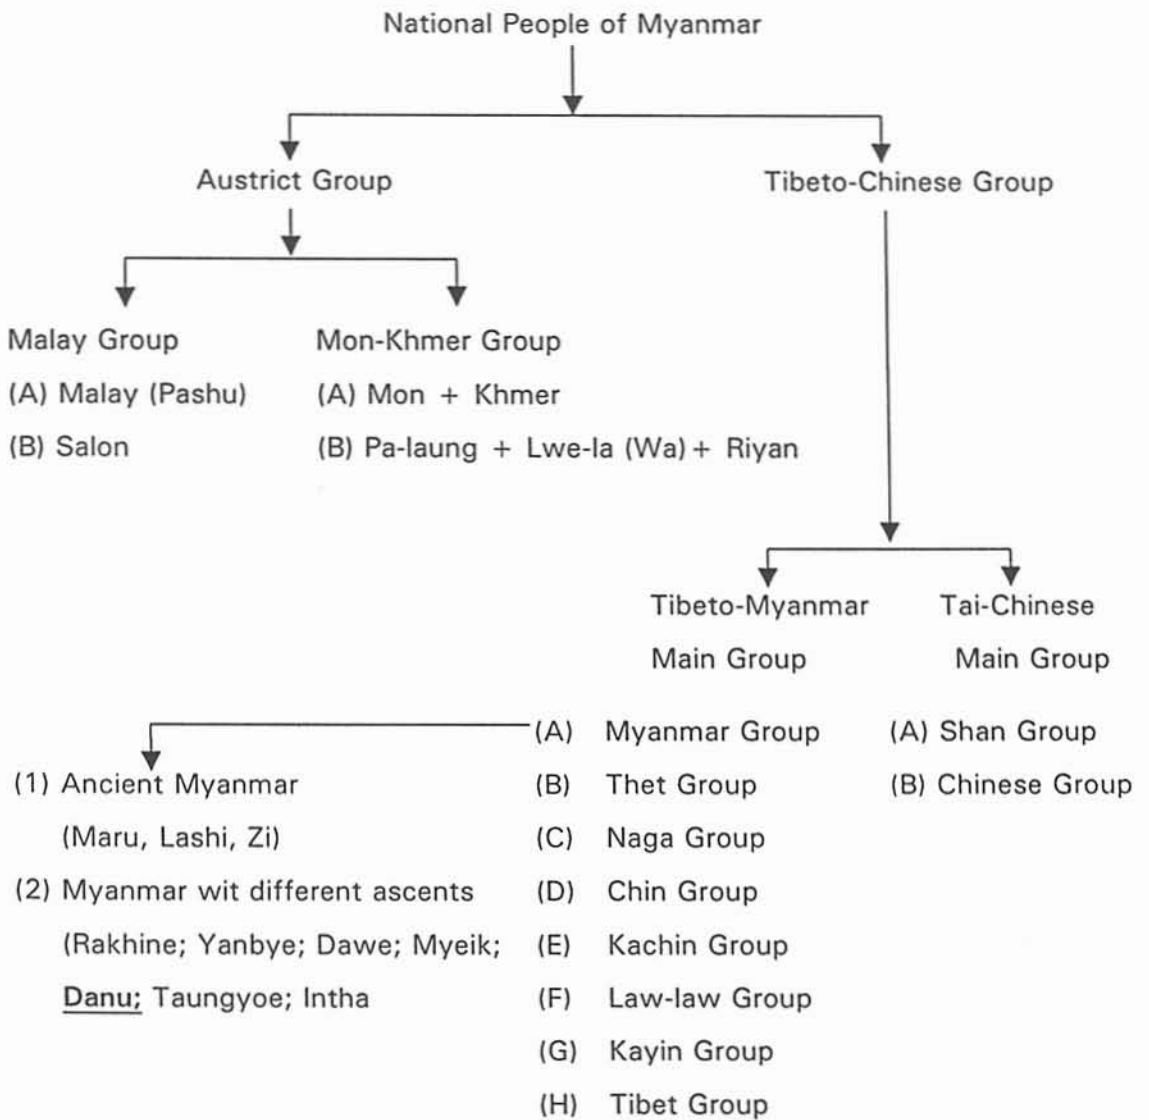 National People of Myanmar
Austrict Group
Tibeto-Chinese Group
Malay Group
(A) Malay (Pashu)
(B) Salon
Mon-Khmer Group
(A) Mon + Khmer
(B) Pa-laung + Lwe-la (Wa) + Riyan
Tibeto-Myanmar
Main Group
(A) Myanmar Group
(B) Thet Group
(C) Naga Group
(D) Chin Group
(E) Kachin Group
(F) Law-law Group
(G) Kayin Group
(H) Tibet Group
Tai-Chinese
Main Group
(A) Shan Group
(B) Chinese Group
(1) Ancient Myanmar
(Maru, Lashi, Zi)
(2) Myanmar wit different ascents
(Rakhine; Yanbye; Dawe; Myeik;
Danu; Taungyoe; Intha